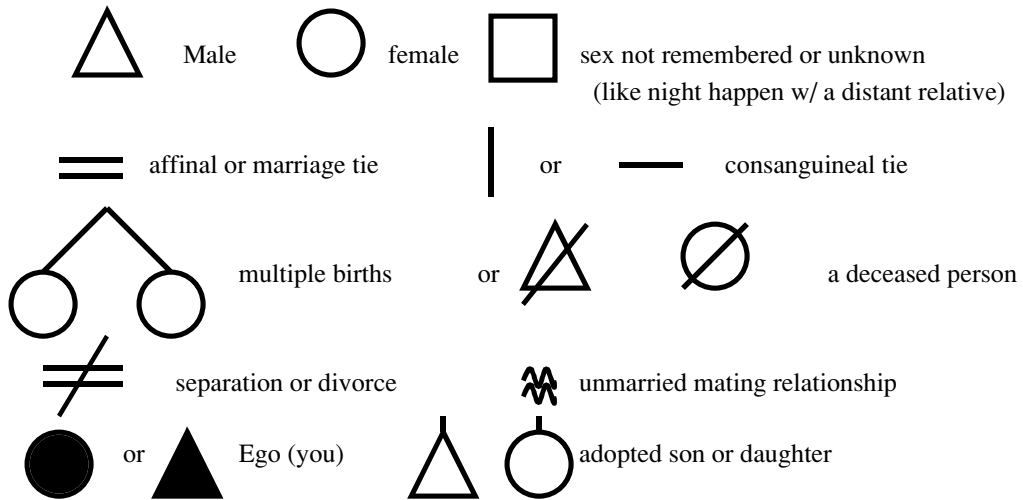 Male female sex not remembered or unknown
(like night happen w/ a distant relative)
affinal or marriage tie or consanguineal tie
multiple births or a deceased person
separation or divorce unmarried mating relationship
or Ego (you) adopted son or daughter